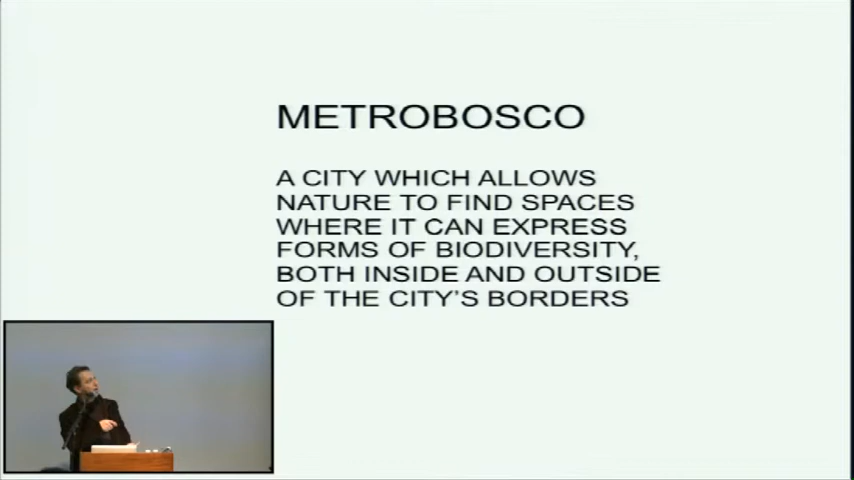 METROBOSCO
A CITY WHICH ALLOWS
NATURE TO FIND SPACES
WHERE IT CAN EXPRESS
FORMS OF BIODIVERSITY,
BOTH INSIDE AND OUTSIDE
OF THE CITY'S BORDERS